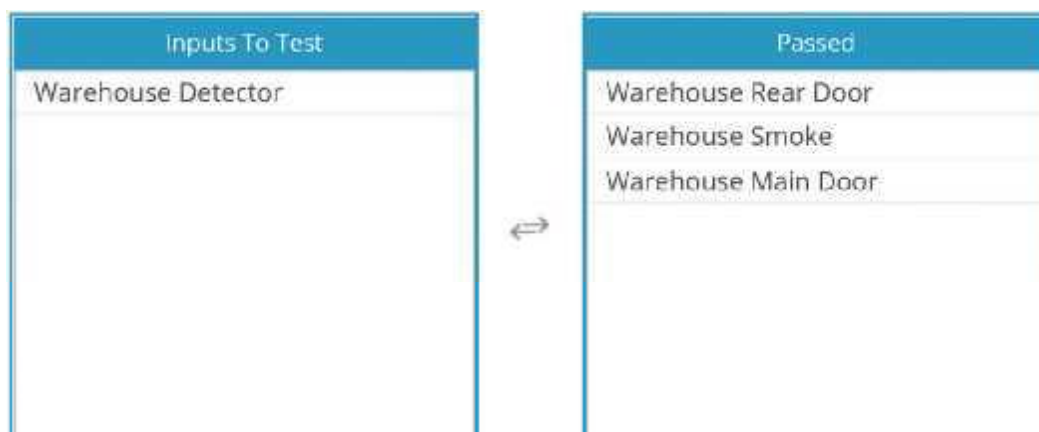 Inputs To Test
Warehouse Detector
Passed
Warehouse Rear Door
Warehouse Smoke
Warehouse Main Door